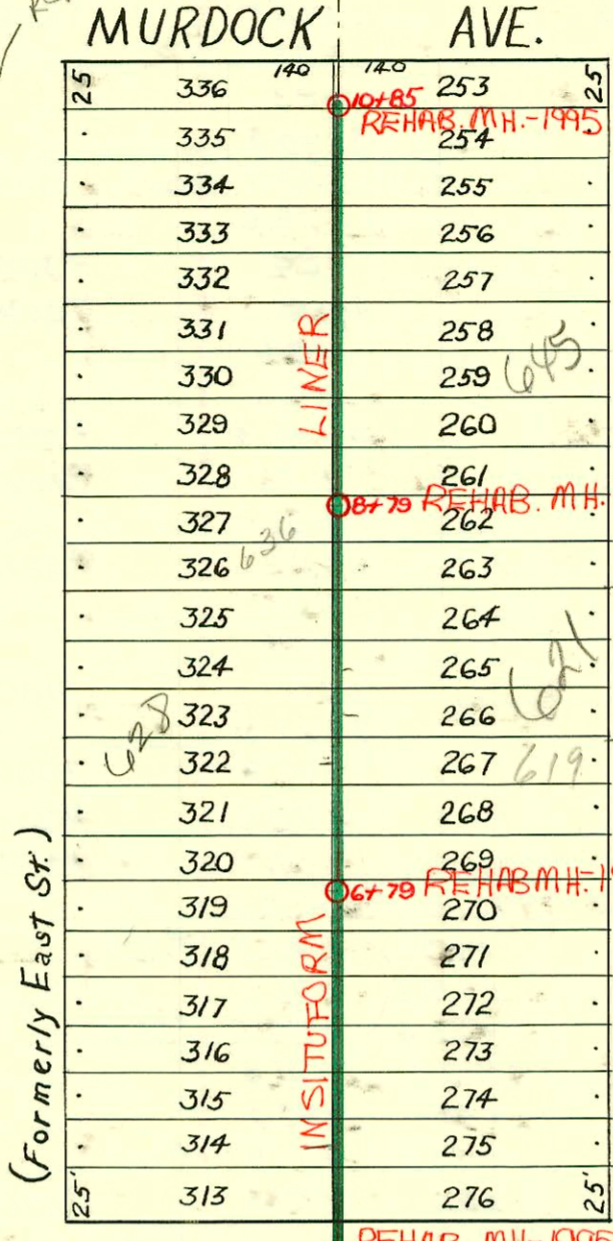 MURDOCK AVE.
25 336 140 140 253 25
10+85
REHAB. MH.-1995
335 254
334 255
333 256
332 257
331 258
330 259 645
LINER
329 260
328 261
8+79 REHAB. MH.
327 262
326 636 263
325 264
324 265
621
323 266
628
322 267 619
321 268
320 269
6+79 REHAB MH.-1
319 270
318 271
317 272
INSITUFORM
316 273
315 274
314 275
25' 313 276 25'
(Formerly East St.)
REHAB. MH-1995